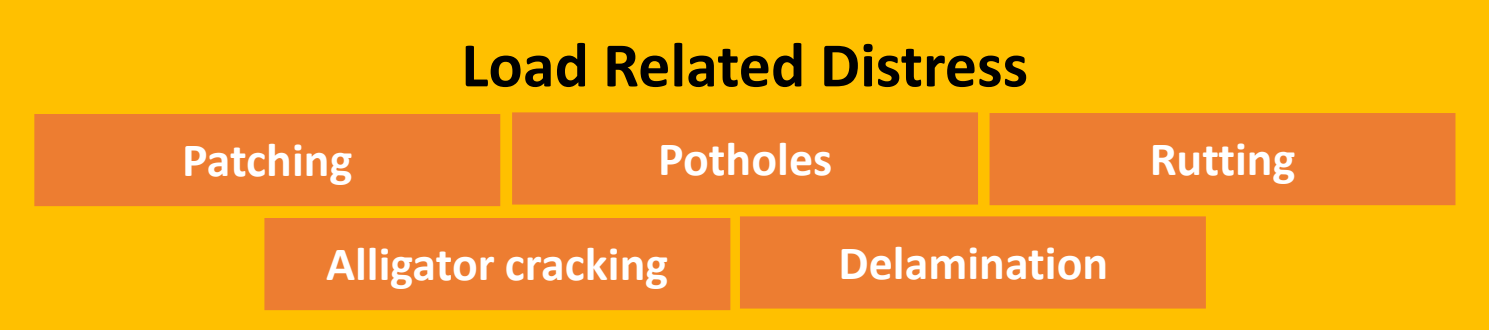 Load Related Distress
Patching
Potholes
Rutting
Alligator cracking
Delamination